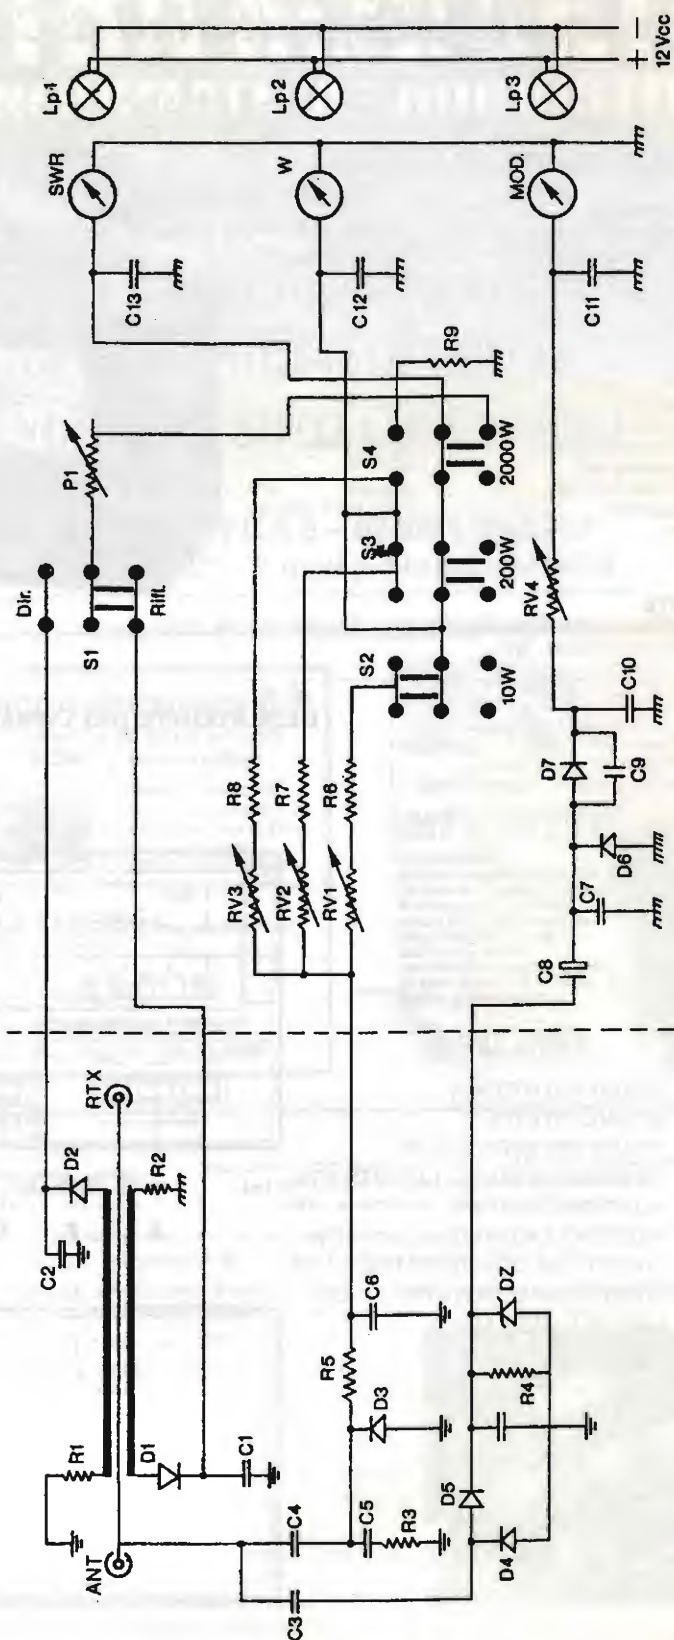 Lp1
Lp2
Lp3
12 Vcc
+
−
SWR
W
MOD.
C13
C12
C11
R9
P1
Dir.
S1
Rifl.
S4
S3
S2
2000W
200W
10W
RV4
R8
R7
R6
RV3
RV2
RV1
D7
C10
C9
D6
C7
C8
RTX
D2
R2
C2
C6
R5
D3
DZ
R4
R1
D1
C1
ANT
C4
C5
R3
D5
D4
C3